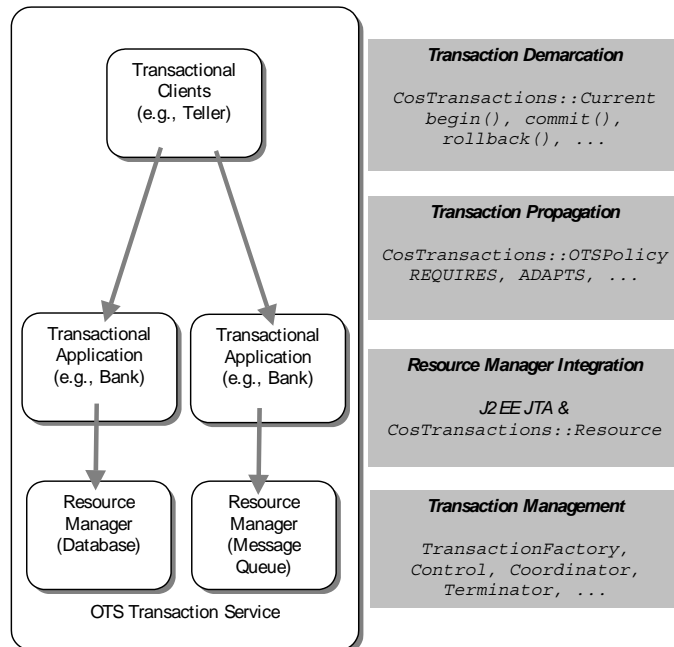 Transactional
Clients
(e.g., Teller)
Transactional
Application
(e.g., Bank)
Transactional
Application
(e.g., Bank)
Resource
Manager
(Database)
Resource
Manager
(Message
Queue)
OTS Transaction Service
Transaction Demarcation
CosTransactions::Current
begin(), commit(),
rollback(), ...
Transaction Propagation
CosTransactions::OTSPolicy
REQUIRES, ADAPTS, ...
Resource Manager Integration
J2EE JTA &
CosTransactions::Resource
Transaction Management
TransactionFactory,
Control, Coordinator,
Terminator, ...